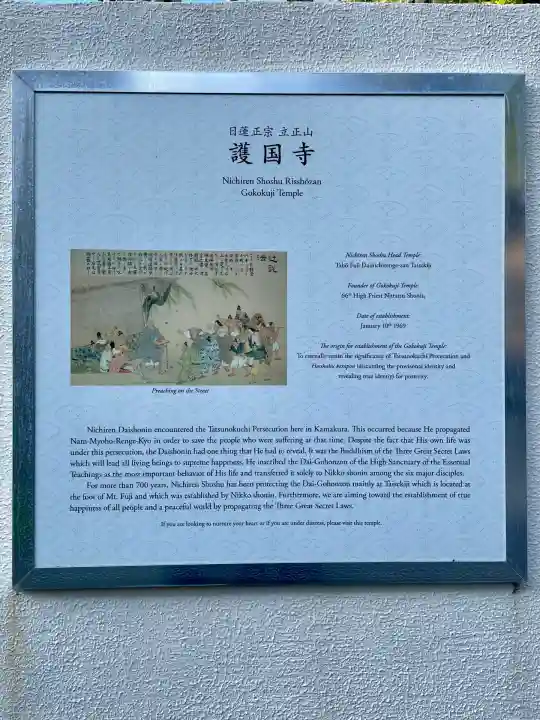 日蓮正宗 立正山
護国寺
Nichiren Shoshu Risshōzan
Gokokuji Temple
辻説
法
Preaching on the Street
Nichiren Shoshu Head Temple:
Tahō Fuji Dainichirenge-zan Taisekiji
Founder of Gokokuji Temple:
66th High Priest Nittatsu Shonin
Date of establishment:
January 10th 1969
The origin for establishment of the Gokokuji Temple:
To eternally retain the significance of Tatsunokuchi Persecution and
Hosshaku kempon (discarding the provisional identity and
revealing true identity) for posterity.
Nichiren Daishonin encountered the Tatsunokuchi Persecution here in Kamakura. This occurred because He propagated
Nam-Myoho-Renge-Kyo in order to save the people who were suffering at that time. Despite the fact that His own life was
under this persecution, the Daishonin had one thing that He had to reveal. It was the Buddhism of the Three Great Secret Laws
which will lead all living beings to supreme happiness. He inscribed the Dai-Gohonzon of the High Sanctuary of the Essential
Teachings as the most important behavior of His life and transferred it solely to Nikko shonin among the six major disciples.
For more than 700 years, Nichiren Shoshu has been protecting the Dai-Gohonzon mainly at Taisekiji which is located at
the foot of Mt. Fuji and which was established by Nikko shonin. Furthermore, we are aiming toward the establishment of true
happiness of all people and a peaceful world by propagating the Three Great Secret Laws.
If you are looking to nurture your heart or if you are under distress, please visit this temple.